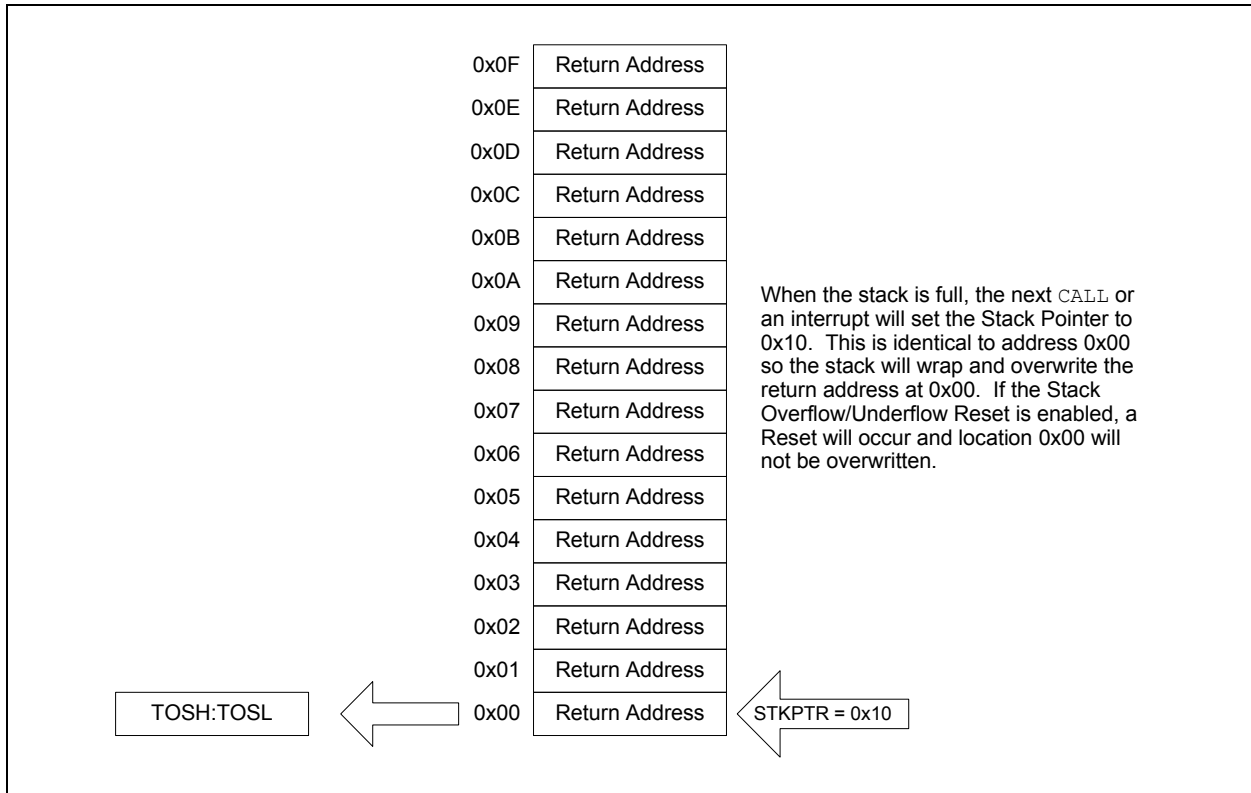 0x0F Return Address
0x0E Return Address
0x0D Return Address
0x0C Return Address
0x0B Return Address
0x0A Return Address
0x09 Return Address
0x08 Return Address
0x07 Return Address
0x06 Return Address
0x05 Return Address
0x04 Return Address
0x03 Return Address
0x02 Return Address
0x01 Return Address
TOSH:TOSL 0x00 Return Address STKPTR = 0x10
When the stack is full, the next CALL or
an interrupt will set the Stack Pointer to
0x10. This is identical to address 0x00
so the stack will wrap and overwrite the
return address at 0x00. If the Stack
Overflow/Underflow Reset is enabled, a
Reset will occur and location 0x00 will
not be overwritten.